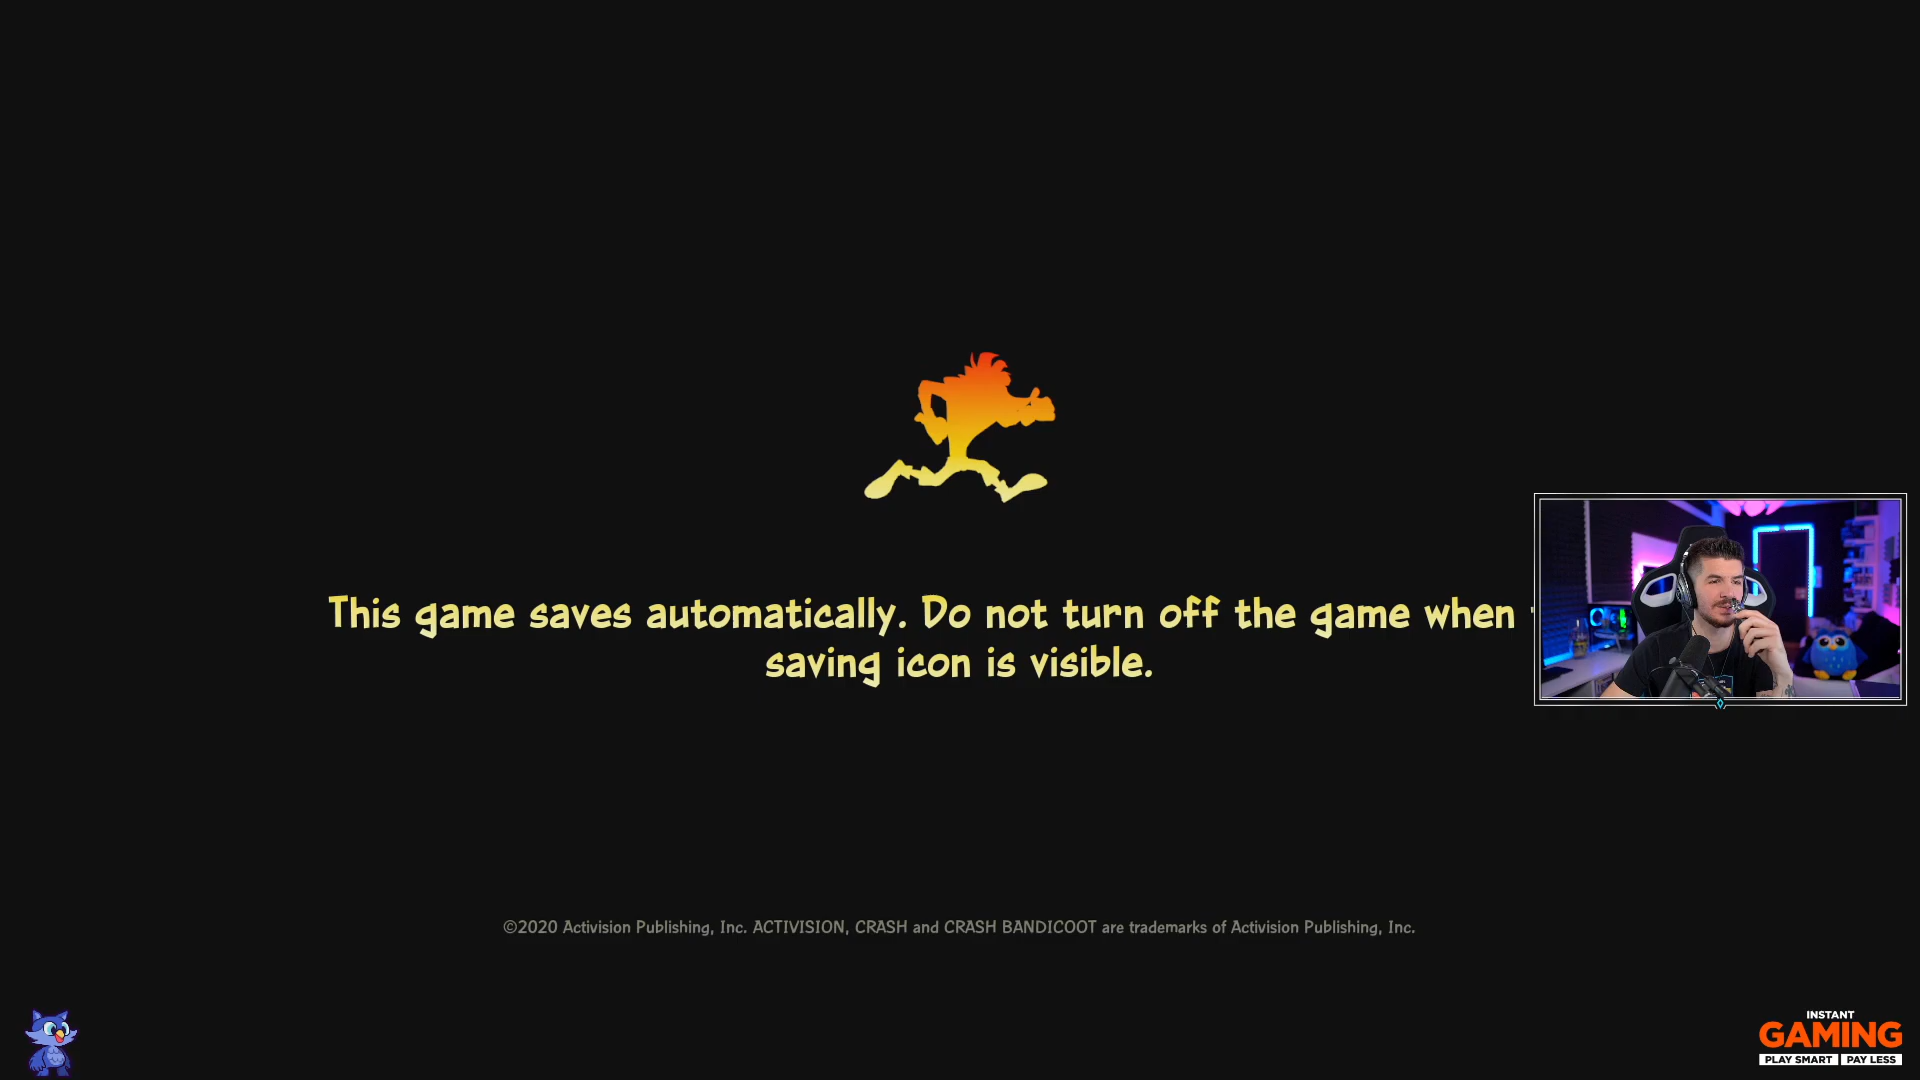 This game saves automatically. Do not turn off the game when
saving icon is visible.
©2020 Activision Publishing, Inc. ACTIVISION, CRASH and CRASH BANDICOOT are trademarks of Activision Publishing, Inc.
INSTANT
GAMING
PLAY SMART PAY LESS